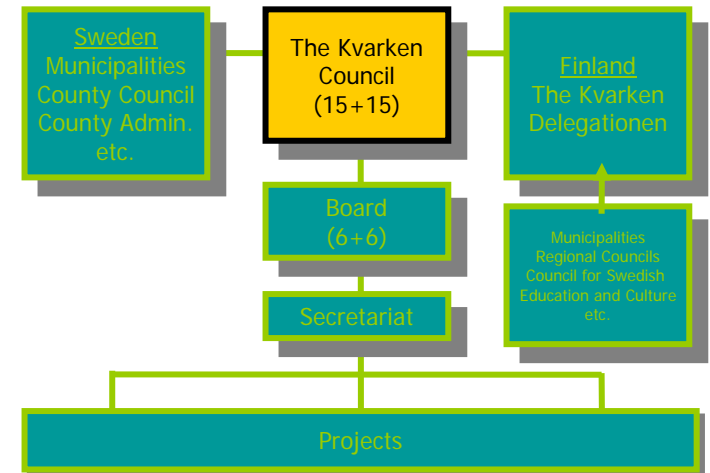 Sweden
Municipalities
County Council
County Admin.
etc.
The Kvarken
Council
(15+15)
Finland
The Kvarken
Delegationen
Board
(6+6)
Municipalities
Regional Councils
Council for Swedish
Education and Culture
etc.
Secretariat
Projects